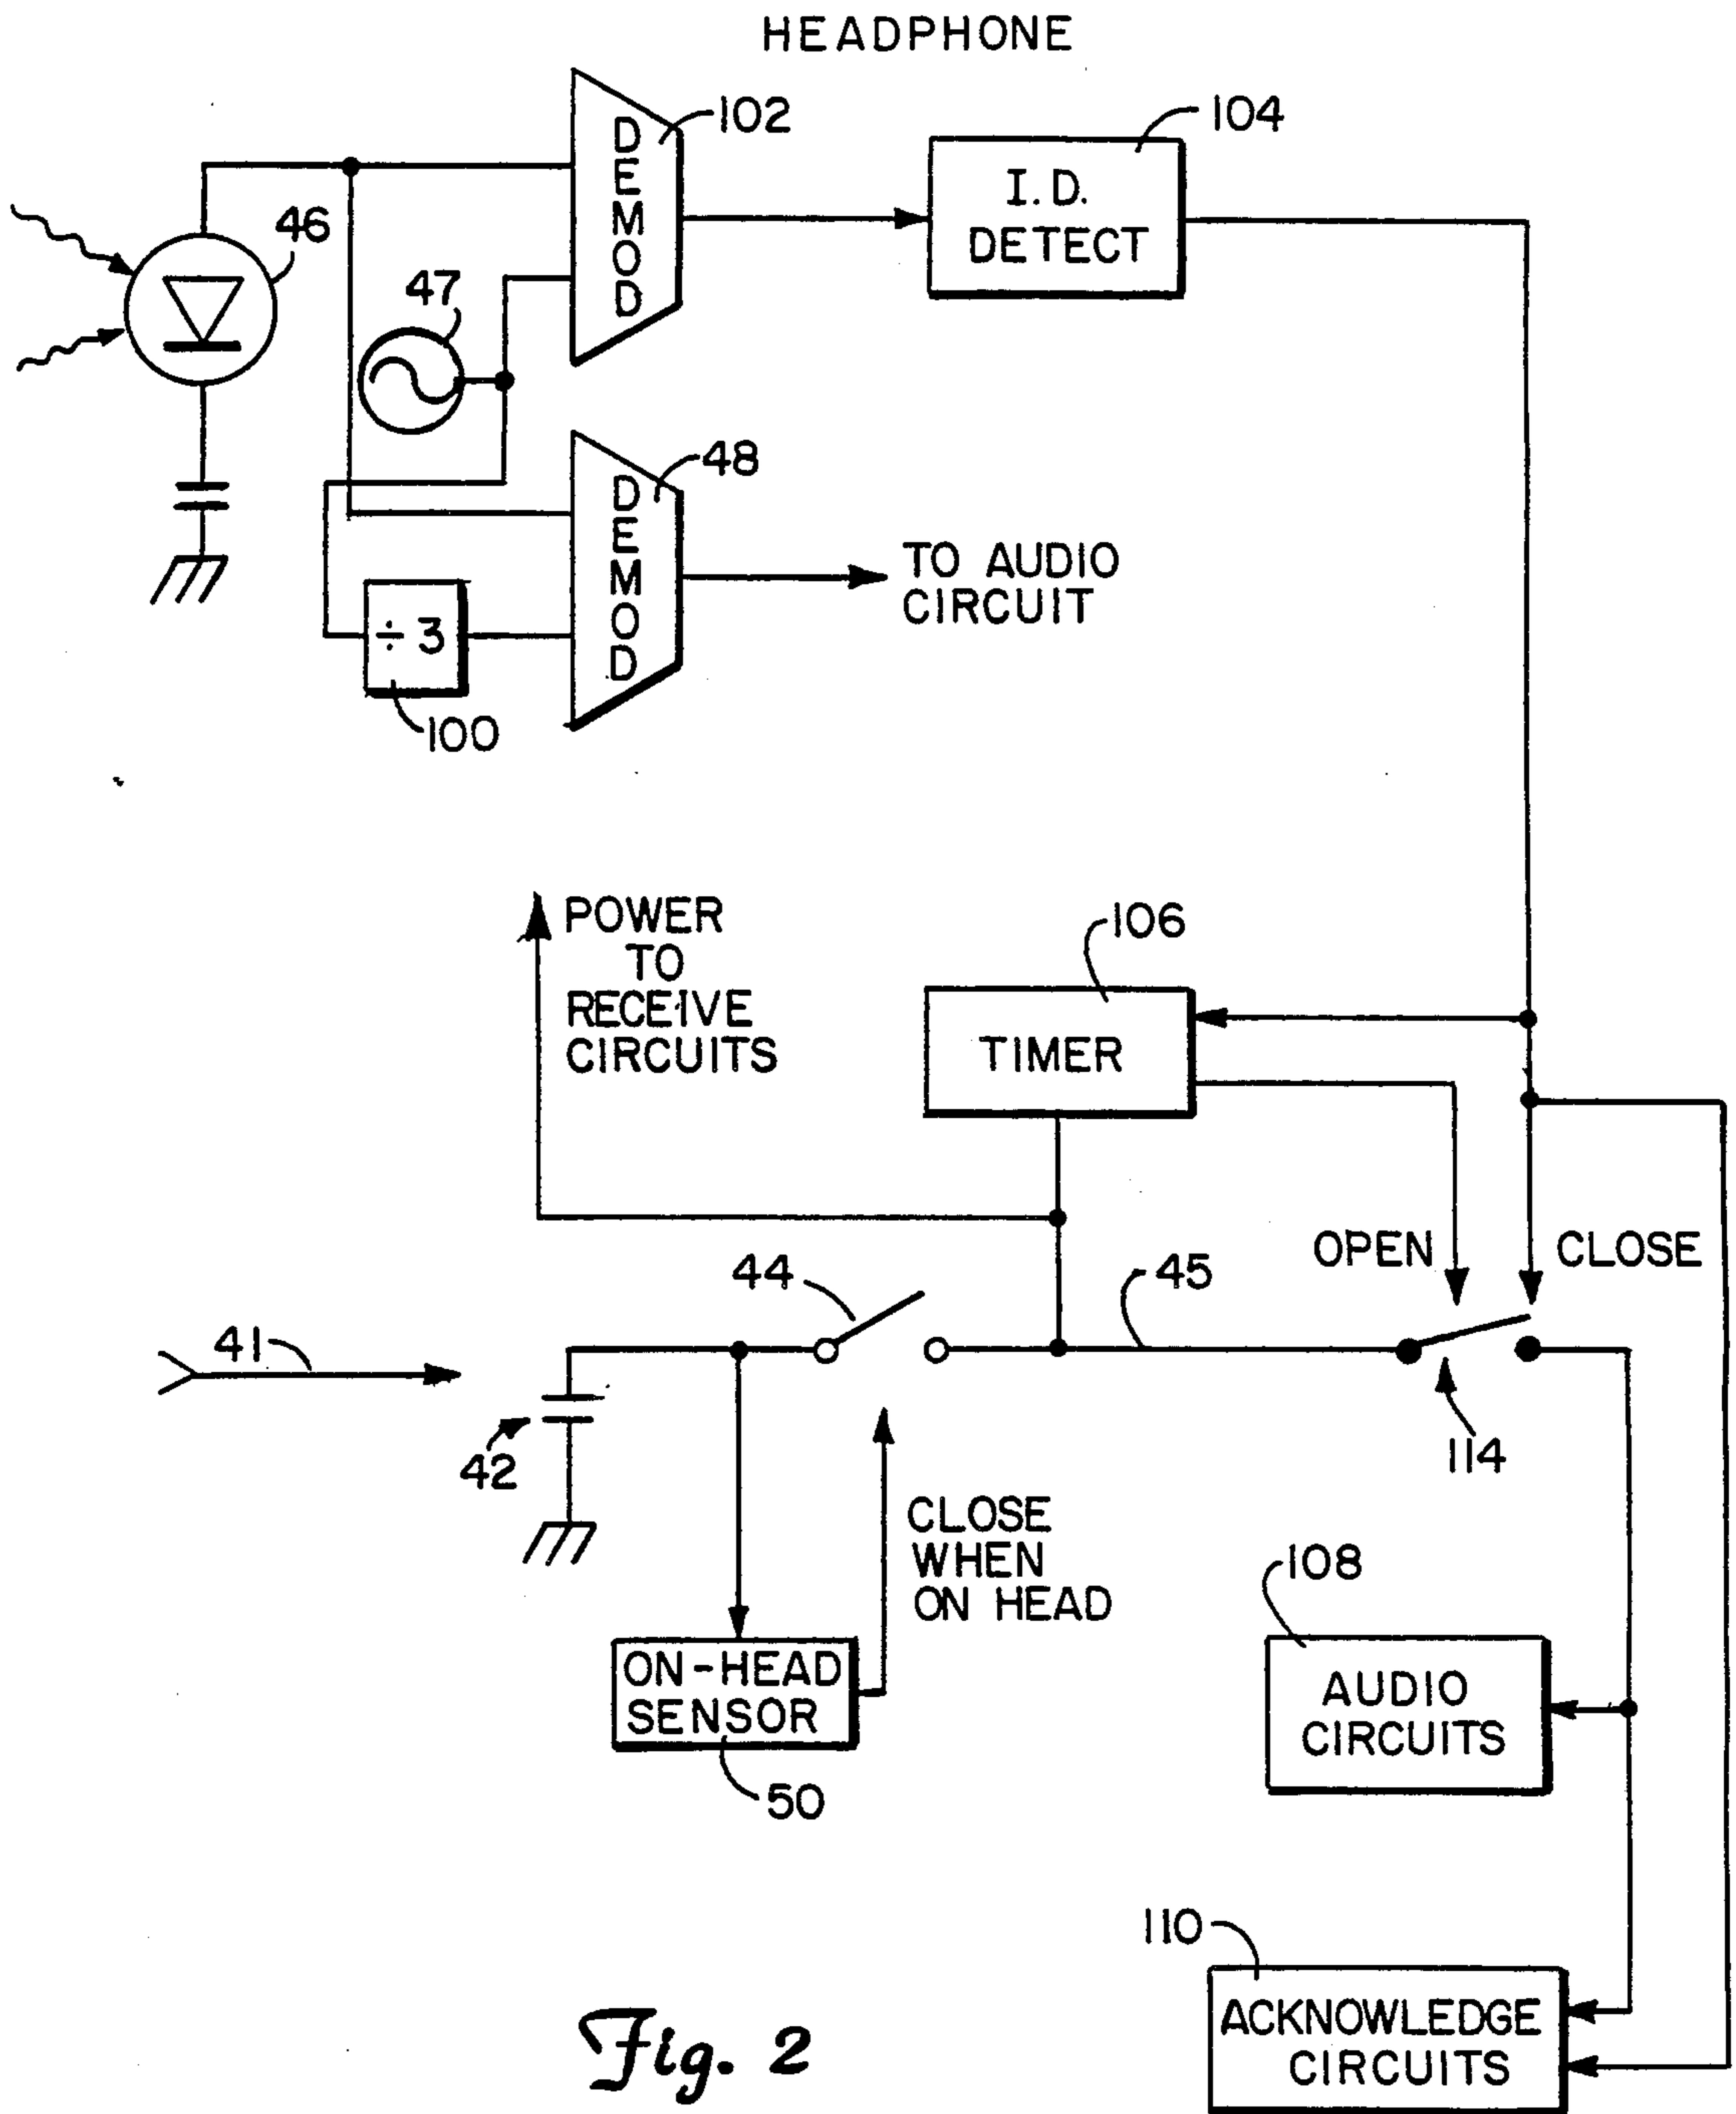 HEADPHONE
102
DEMOD
104
I.D.
DETECT
46
47
48
DEMOD
TO AUDIO
CIRCUIT
÷ 3
100
POWER
TO
RECEIVE
CIRCUITS
106
TIMER
OPEN
CLOSE
44
45
41
42
114
CLOSE
WHEN
ON HEAD
108
ON-HEAD
SENSOR
AUDIO
CIRCUITS
50
110
ACKNOWLEDGE
CIRCUITS
Fig. 2